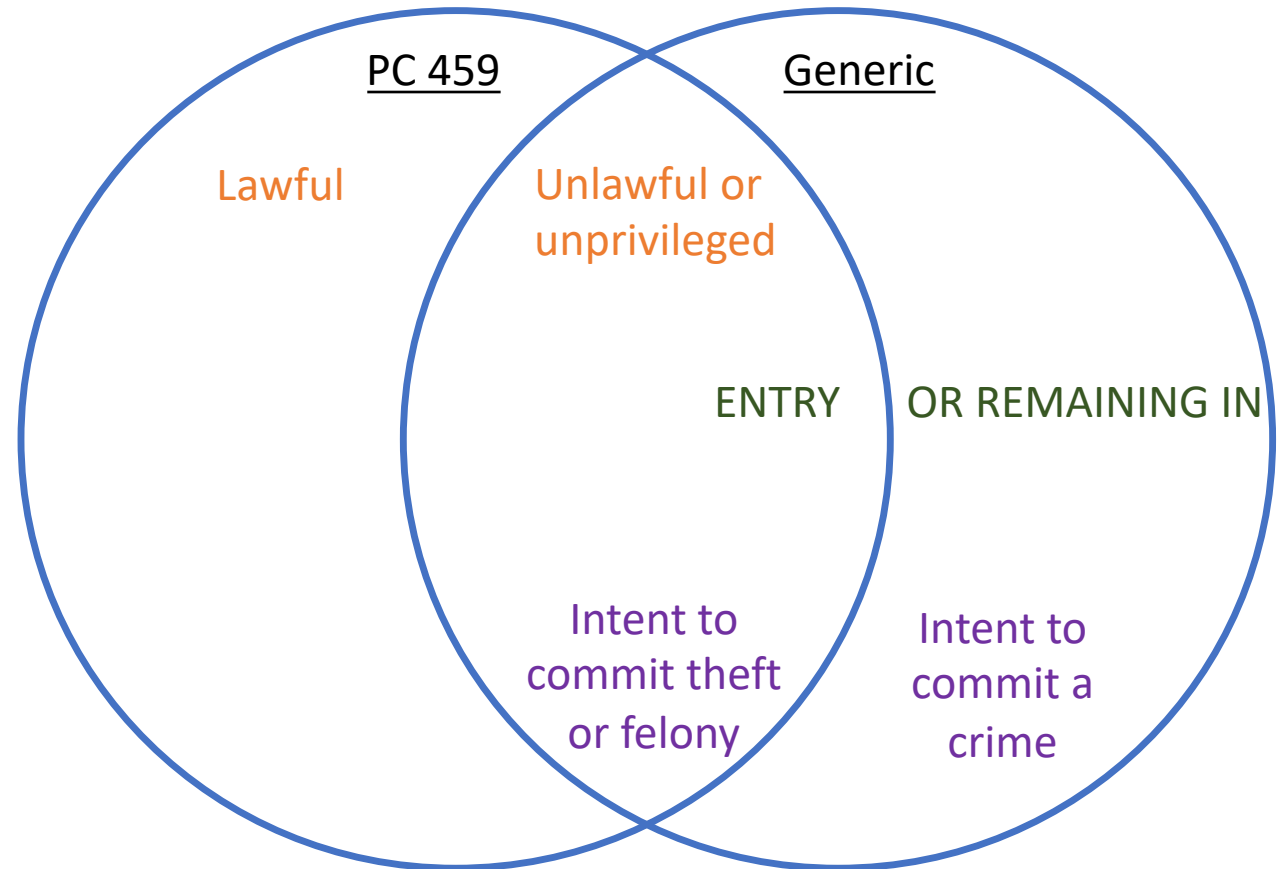 PC 459
Generic
Lawful
Unlawful or
unprivileged
ENTRY
OR REMAINING IN
Intent to
commit theft
or felony
Intent to
commit a
crime